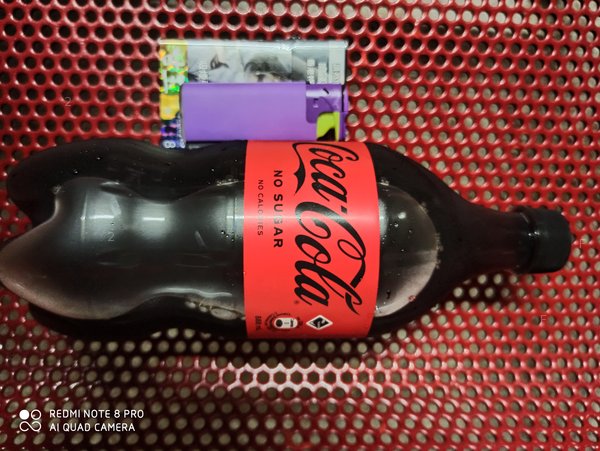 Coca-Cola
NO SUGAR
NO CALORIES
REDMI NOTE 8 PRO
AI QUAD CAMERA